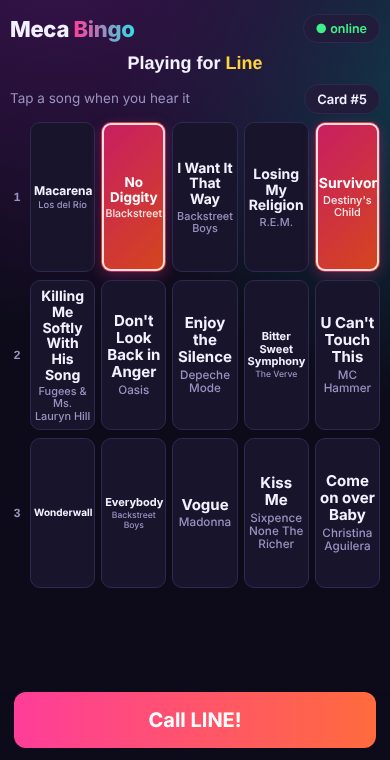 Meca Bingo
online
Playing for Line
Tap a song when you hear it
Card #5
1
Macarena
Los del Río
No
Diggity
Blackstreet
I Want It
That
Way
Backstreet
Boys
Losing
My
Religion
R.E.M.
Survivor
Destiny's
Child
2
Killing
Me
Softly
With
His
Song
Fugees &
Ms.
Lauryn Hill
Don't
Look
Back in
Anger
Oasis
Enjoy
the
Silence
Depeche
Mode
Bitter
Sweet
Symphony
The Verve
U Can't
Touch
This
MC
Hammer
3
Wonderwall
Everybody
Backstreet
Boys
Vogue
Madonna
Kiss
Me
Sixpence
None The
Richer
Come
on over
Baby
Christina
Aguilera
Call LINE!